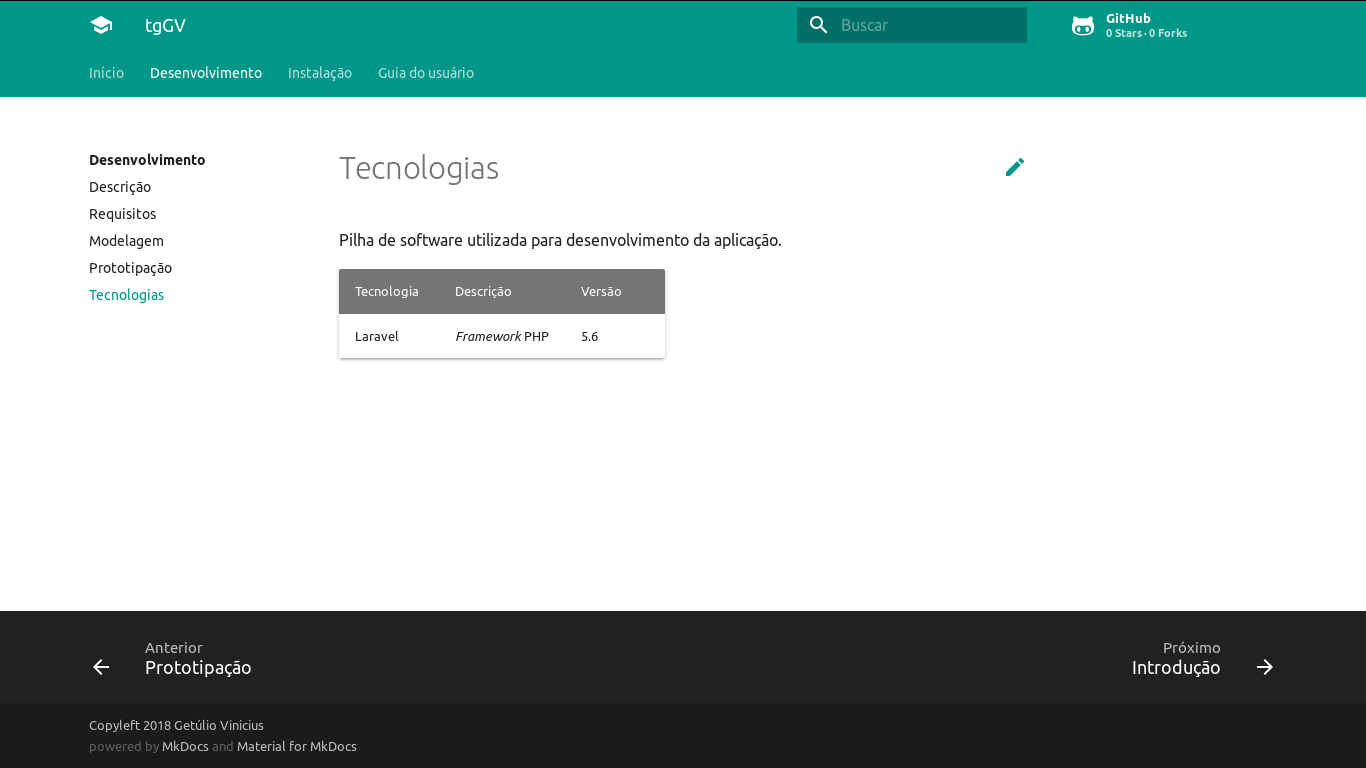 tgGV
Buscar
GitHub
0 Stars · 0 Forks
Início Desenvolvimento Instalação Guia do usuário
Desenvolvimento
Descrição
Requisitos
Modelagem
Prototipação
Tecnologias
Tecnologias
Pilha de software utilizada para desenvolvimento da aplicação.
Tecnologia Descrição Versão
Laravel Framework PHP 5.6
Anterior
Prototipação
Próximo
Introdução
Copyleft 2018 Getúlio Vinicius
powered by MkDocs and Material for MkDocs